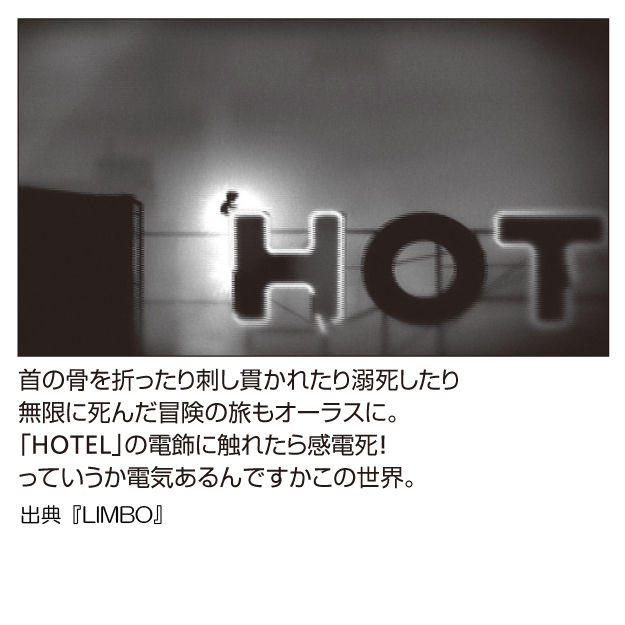 HOT
首の骨を折ったり刺し貫かれたり溺死したり
無限に死んだ冒険の旅もオーラスに。
「HOTEL」の電飾に触れたら感電死！
っていうか電気あるんですかこの世界。
出典『LIMBO』